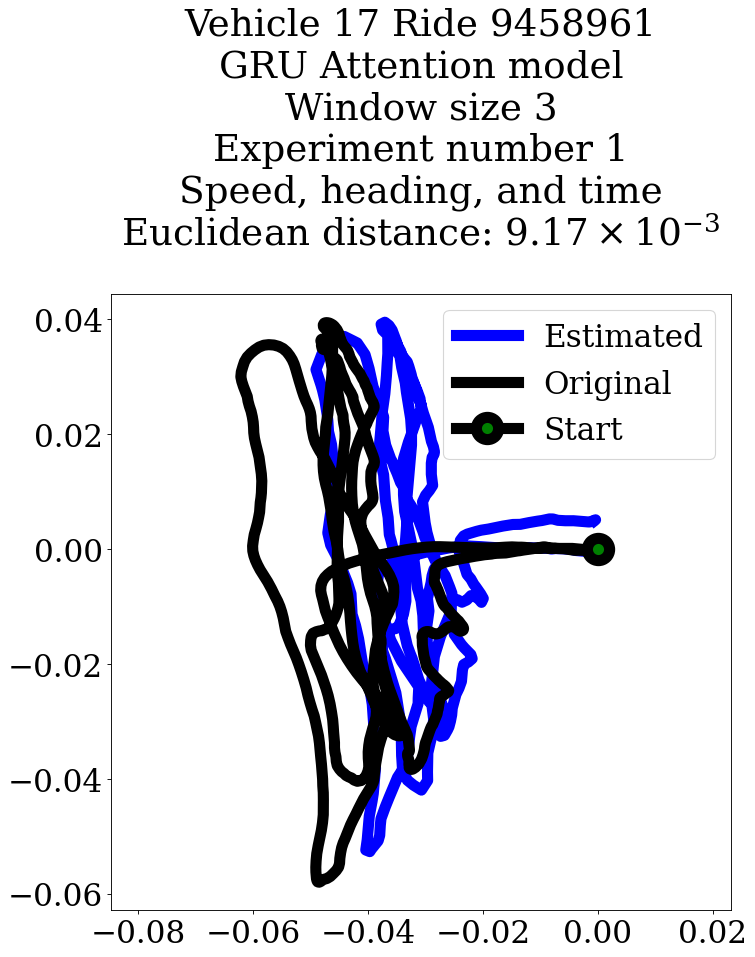 Vehicle 17 Ride 9458961
GRU Attention model
Window size 3
Experiment number 1
Speed, heading, and time
Euclidean distance: 9.17 × 10⁻³
0.04
0.02
0.00
−0.02
−0.04
−0.06
Estimated
Original
Start
−0.08 −0.06 −0.04 −0.02 0.00 0.02